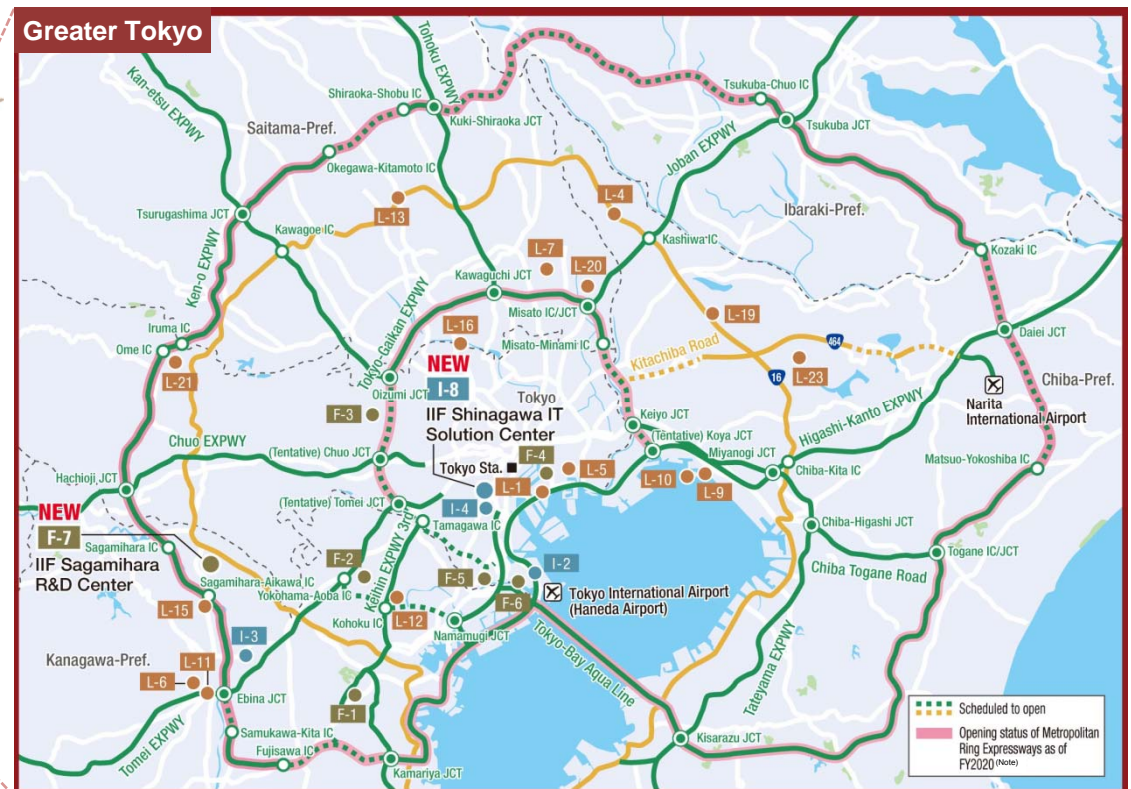 Greater Tokyo
Kan-etsu EXPWY
Tohoku EXPWY
Shiraoka-Shobu IC
Kuki-Shiraoka JCT
Tsukuba-Chuo IC
Tsukuba JCT
Saitama-Pref.
Okegawa-Kitamoto IC
Joban EXPWY
L-4
L-13
Ibaraki-Pref.
Tsurugashima JCT
Kawagoe IC
Kashiwa IC
Kozaki IC
L-7
L-20
Kawaguchi JCT
Ken-o EXPWY
Misato IC/JCT
L-19
Tokyo-Gaikan EXPWY
L-16
Misato-Minami IC
Kitachiba Road
464
Daiei JCT
Iruma IC
Ome IC
L-21
NEW
I-8
Tokyo
16
L-23
Chiba-Pref.
Oizumi JCT
IIF Shinagawa IT
Solution Center
F-3
Narita
International Airport
Keiyo JCT
Higashi-Kanto EXPWY
(Tentative) Koya JCT
Miyanogi JCT
Chuo EXPWY
(Tentative) Chuo JCT
F-4
Tokyo Sta.
L-5
L-10
L-9
Chiba-Kita IC
Matsuo-Yokoshiba IC
Hachioji JCT
L-1
I-4
(Tentative) Tomei JCT
NEW
F-7
IIF Sagamihara
R&D Center
Sagamihara IC
Tamagawa IC
Chiba-Higashi JCT
Togane IC/JCT
Chiba Togane Road
Keihin EXPWY 3rd
F-2
F-5
I-2
F-6
Tokyo International Airport
(Haneda Airport)
Sagamihara-Aikawa IC
Yokohama-Aoba IC
L-15
Kohoku IC
L-12
Namamugi JCT
Tokyo-Bay Aqua Line
Kanagawa-Pref.
I-3
L-11
L-6
Ebina JCT
F-1
Tateyama EXPWY
Samukawa-Kita IC
Tomei EXPWY
Fujisawa IC
Kamariya JCT
Kisarazu JCT
Scheduled to open
Opening status of Metropolitan
Ring Expressways as of
FY2020 (Note)